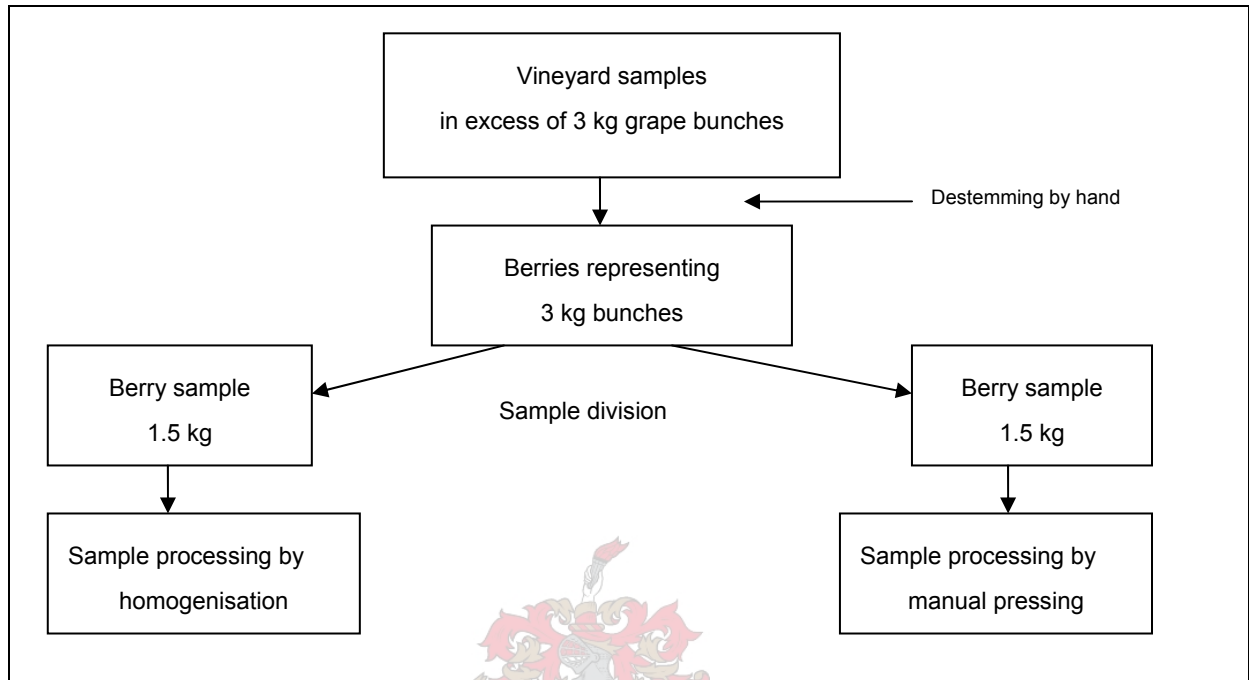 Vineyard samples
in excess of 3 kg grape bunches
Destemming by hand
Berries representing
3 kg bunches
Berry sample
1.5 kg
Sample division
Berry sample
1.5 kg
Sample processing by
homogenisation
Sample processing by
manual pressing